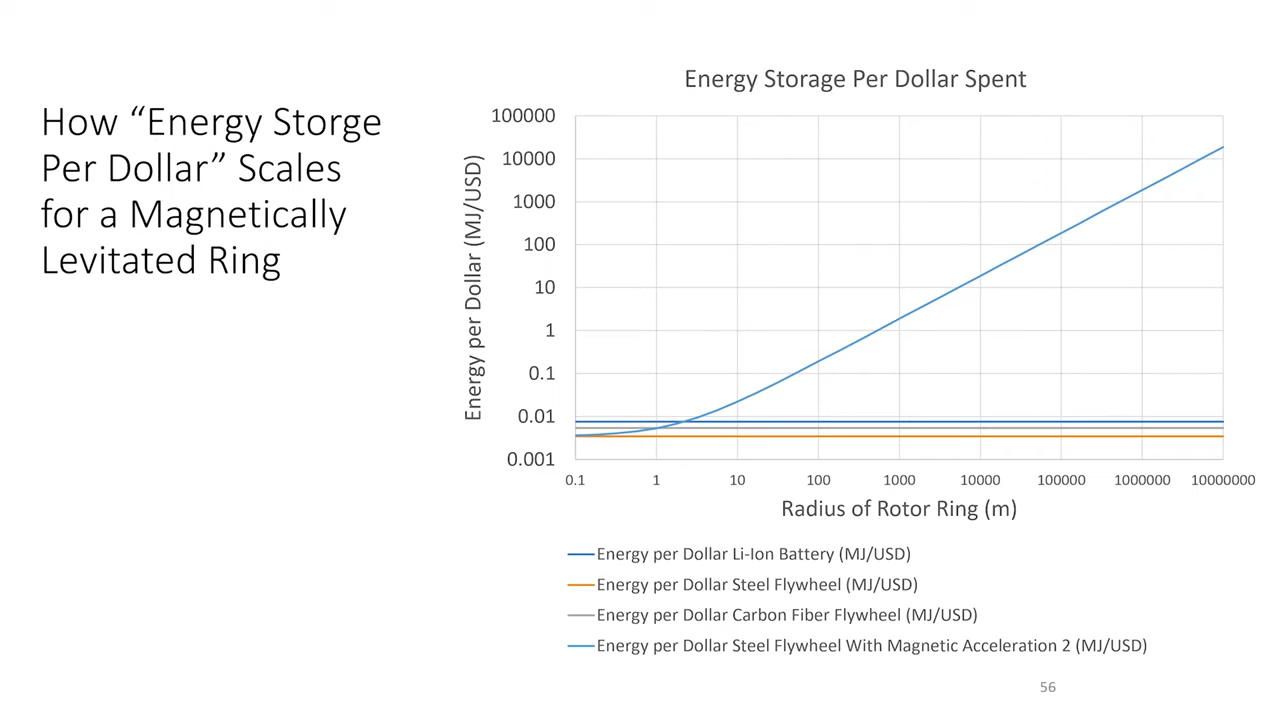 How “Energy Storge
Per Dollar” Scales
for a Magnetically
Levitated Ring
Energy Storage Per Dollar Spent
Energy per Dollar (MJ/USD)
100000
10000
1000
100
10
1
0.1
0.01
0.001
0.1 1 10 100 1000 10000 100000 1000000 10000000
Radius of Rotor Ring (m)
Energy per Dollar Li-Ion Battery (MJ/USD)
Energy per Dollar Steel Flywheel (MJ/USD)
Energy per Dollar Carbon Fiber Flywheel (MJ/USD)
Energy per Dollar Steel Flywheel With Magnetic Acceleration 2 (MJ/USD)
56